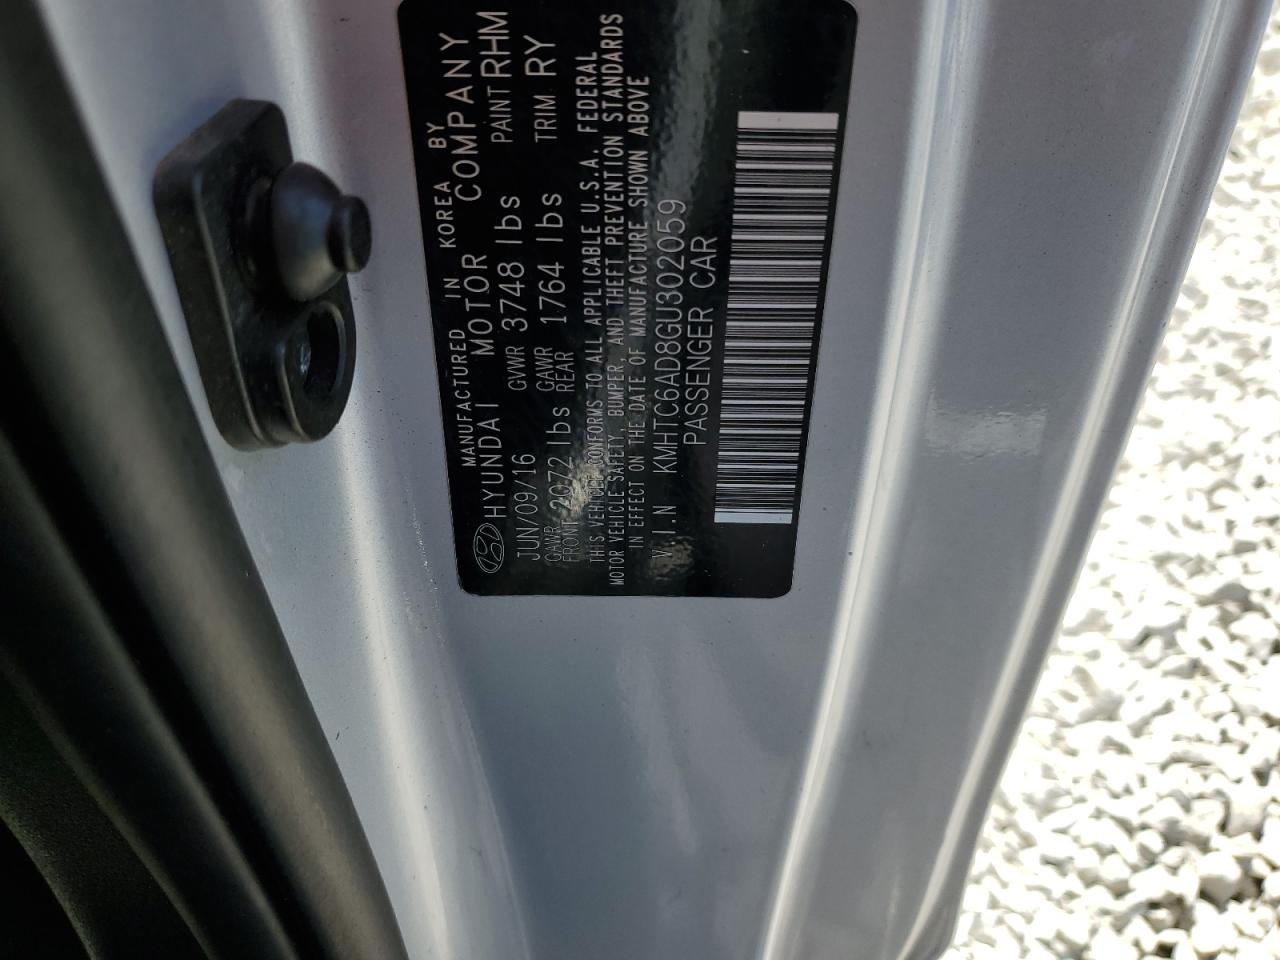 MANUFACTURED IN KOREA BY
HYUNDAI MOTOR COMPANY
JUN/09/16 GVWR 3748 lbs PAINT RHM
GAWR FRONT 2072 lbs GAWR REAR 1764 lbs TRIM RY
THIS VEHICLE CONFORMS TO ALL APPLICABLE U.S.A. FEDERAL
MOTOR VEHICLE SAFETY, BUMPER, AND THEFT PREVENTION STANDARDS
IN EFFECT ON THE DATE OF MANUFACTURE SHOWN ABOVE
V.I.N KMHTC6AD8GU302059
PASSENGER CAR